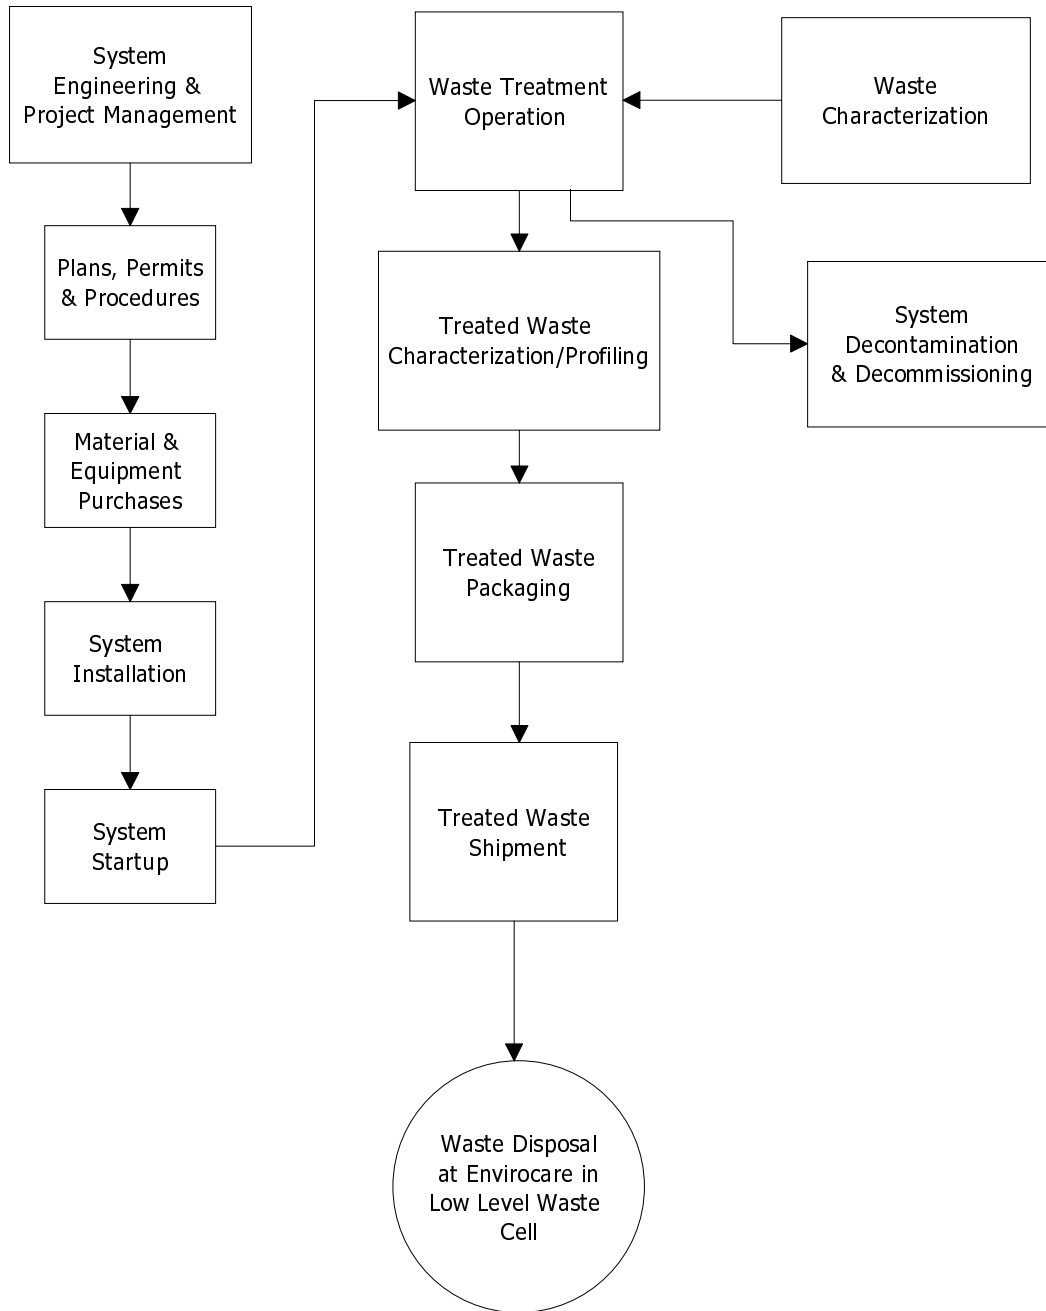 System
Engineering &
Project Management
Plans, Permits
& Procedures
Material &
Equipment
Purchases
System
Installation
System
Startup
Waste Treatment
Operation
Treated Waste
Characterization/Profiling
Treated Waste
Packaging
Treated Waste
Shipment
Waste Disposal
at Envirocare in
Low Level Waste
Cell
Waste
Characterization
System
Decontamination
& Decommissioning